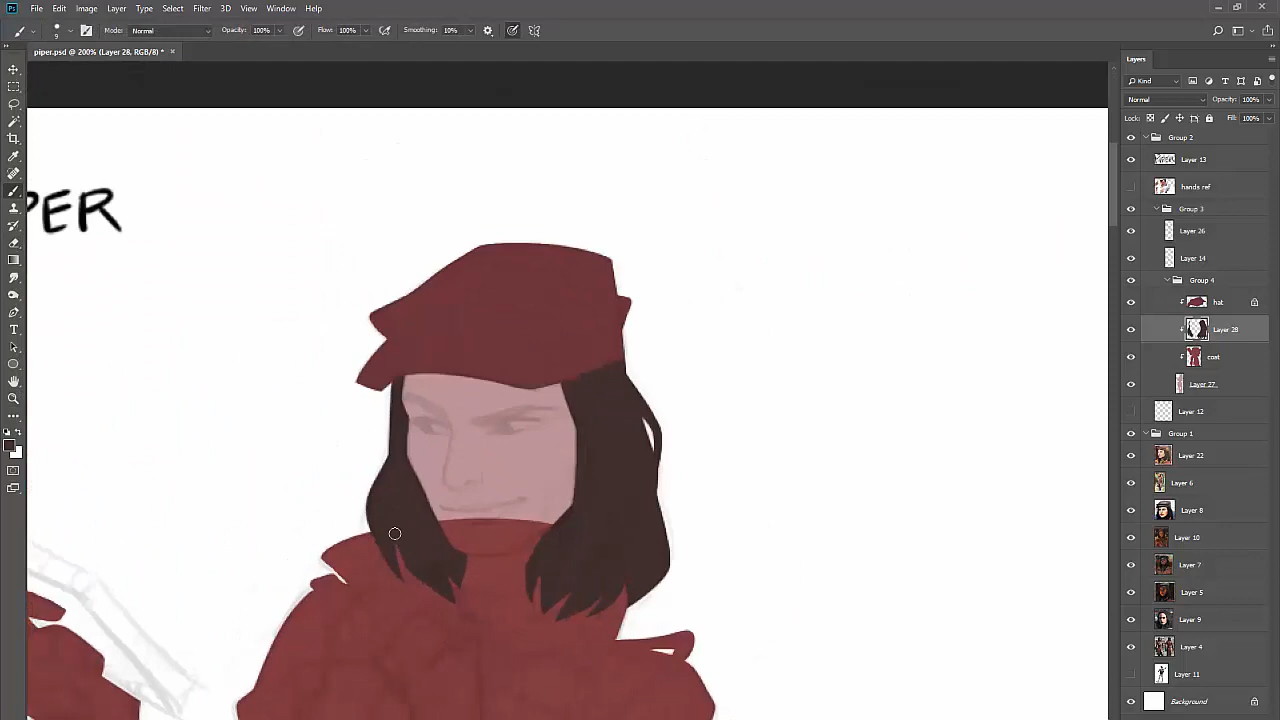 Ps File Edit Image Layer Type Select Filter 3D View Window Help
9 Mode: Normal Opacity: 100% Flow: 100% Smoothing: 10%
piper.psd @ 200% (Layer 28, RGB/8) * ×
PER
Layers
Kind
Normal Opacity: 100%
Lock: Fill: 100%
Group 2
Layer 13
hands ref
Group 3
Layer 26
Layer 14
Group 4
hat
Layer 28
coat
Layer 27
Layer 12
Group 1
Layer 22
Layer 6
Layer 8
Layer 10
Layer 7
Layer 5
Layer 9
Layer 4
Layer 11
Background